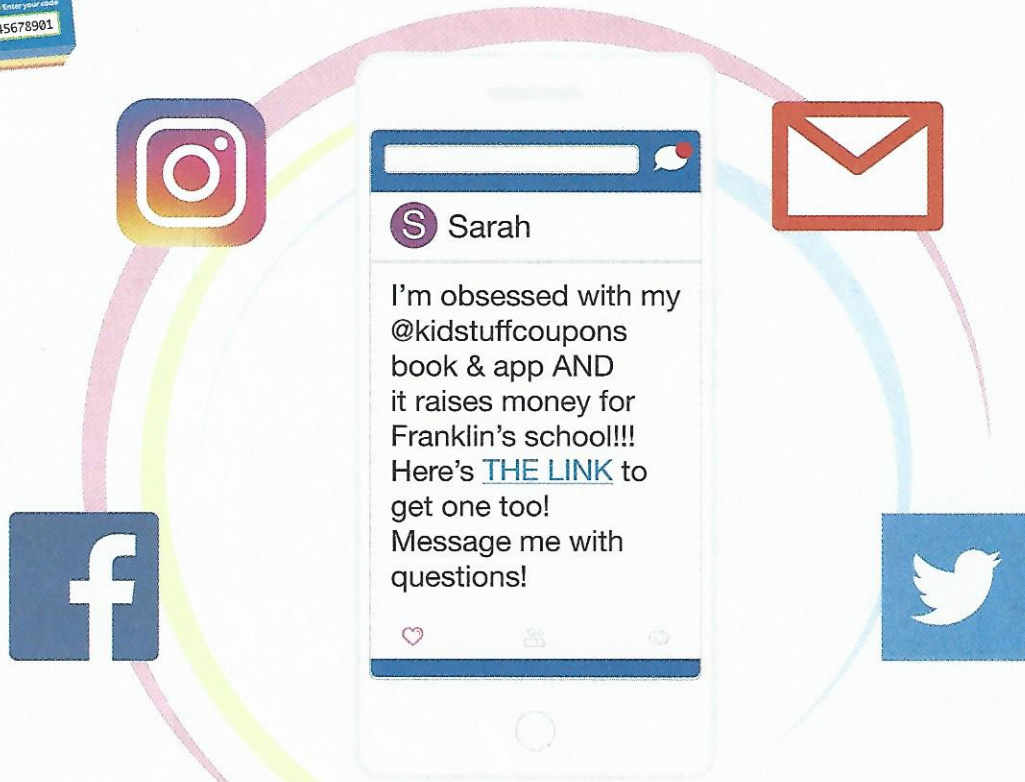 Enter your code
45678901
S Sarah
I'm obsessed with my
@kidstuffcoupons
book & app AND
it raises money for
Franklin's school!!!
Here's THE LINK to
get one too!
Message me with
questions!